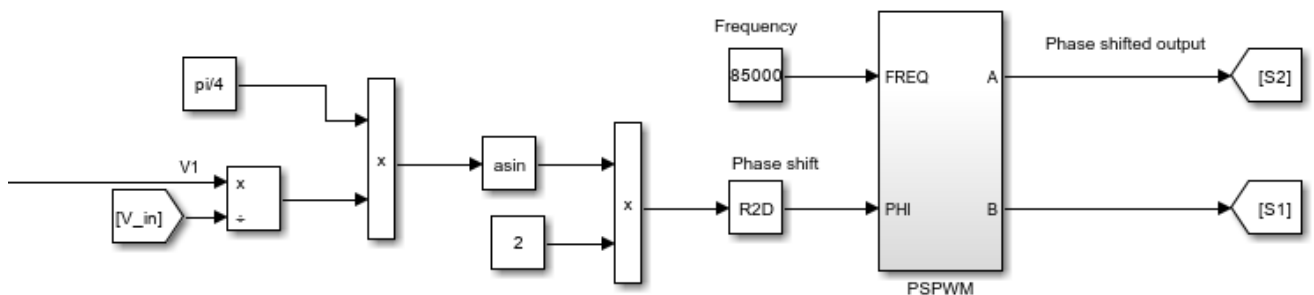 Frequency
Phase shifted output
pi/4
85000
FREQ
A
[S2]
V1
x
x
asin
Phase shift
[V_in]
÷
x
R2D
PHI
B
[S1]
2
PSPWM